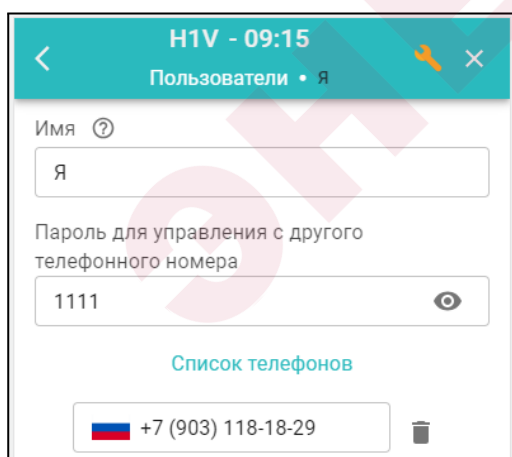 H1V - 09:15
Пользователи • Я
Имя ?
Я
Пароль для управления с другого
телефонного номера
1111
Список телефонов
+7 (903) 118-18-29
ЭНЕ